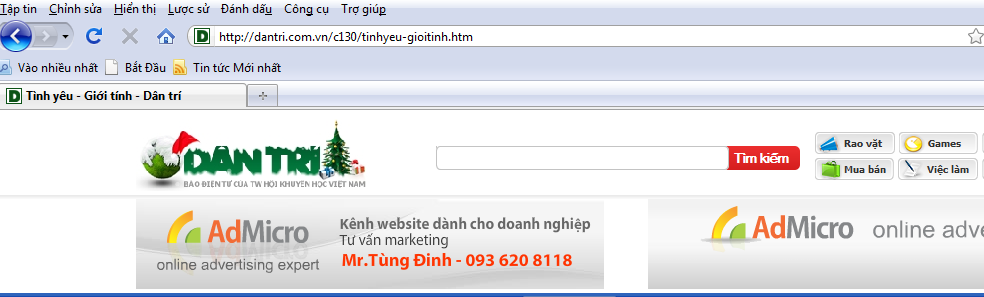 Tập tin Chỉnh sửa Hiển thị Lược sử Đánh dấu Công cụ Trợ giúp
http://dantri.com.vn/c130/tinhyeu-gioitinh.htm
Vào nhiều nhất Bắt Đầu Tin tức Mới nhất
D Tình yêu - Giới tính - Dân trí
DÂN TRÍ
BÁO ĐIỆN TỬ CỦA TW HỘI KHUYẾN HỌC VIỆT NAM
Tìm kiếm
Rao vặt Games
Mua bán Việc làm
AdMicro
online advertising expert
Kênh website dành cho doanh nghiệp
Tư vấn marketing
Mr.Tùng Đinh - 093 620 8118
AdMicro online adve